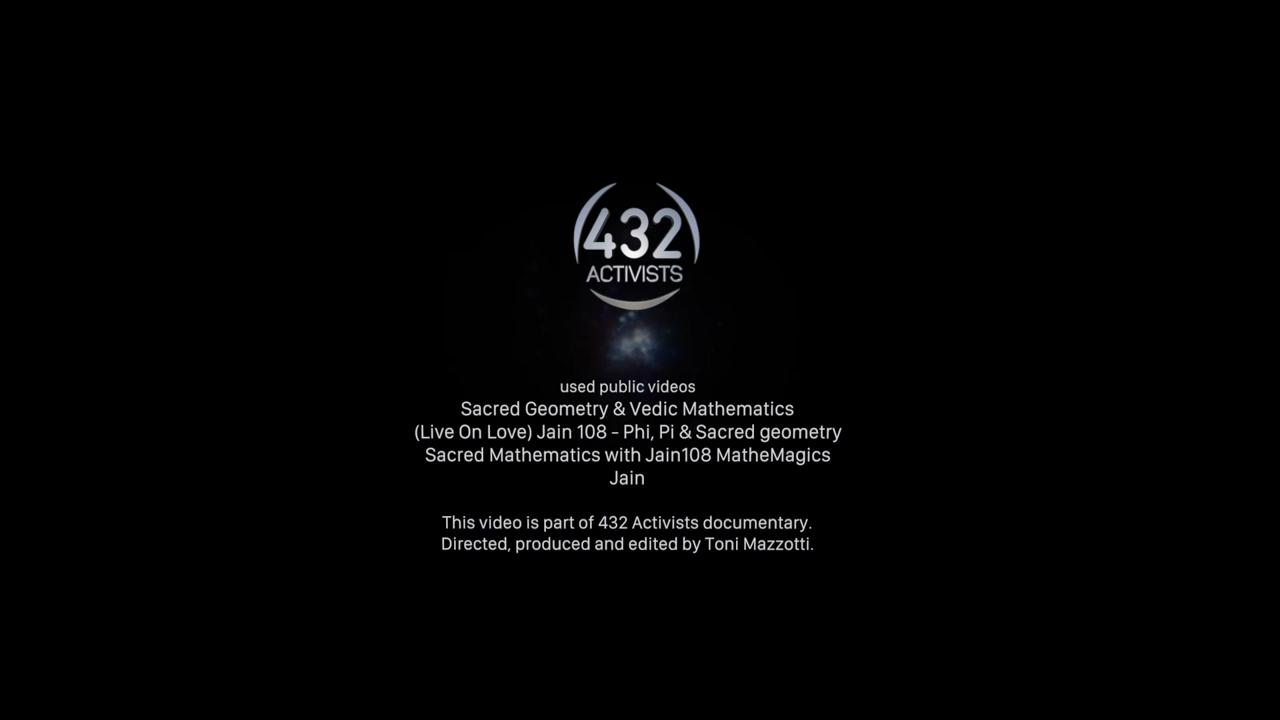 432
ACTIVISTS
used public videos
Sacred Geometry & Vedic Mathematics
(Live On Love) Jain 108 - Phi, Pi & Sacred geometry
Sacred Mathematics with Jain108 MatheMagics
Jain
This video is part of 432 Activists documentary.
Directed, produced and edited by Toni Mazzotti.